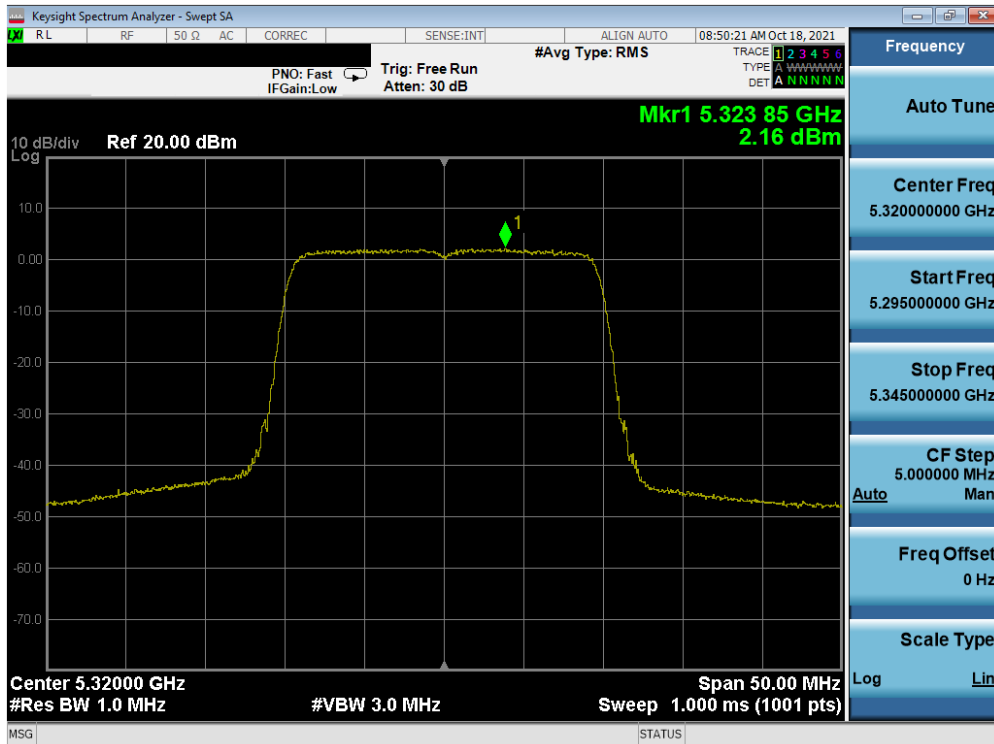 Keysight Spectrum Analyzer - Swept SA
LXI RL RF 50 Ω AC CORREC SENSE:INT ALIGN AUTO 08:50:21 AM Oct 18, 2021
#Avg Type: RMS
TRACE 1 2 3 4 5 6
TYPE A WWWWW
DET A N N N N N
PNO: Fast
IFGain:Low
Trig: Free Run
Atten: 30 dB
Mkr1 5.323 85 GHz
2.16 dBm
10 dB/div Ref 20.00 dBm
Log
10.0
0.00
-10.0
-20.0
-30.0
-40.0
-50.0
-60.0
-70.0
1
Center 5.32000 GHz Span 50.00 MHz
#Res BW 1.0 MHz #VBW 3.0 MHz Sweep 1.000 ms (1001 pts)
MSG STATUS
Frequency
Auto Tune
Center Freq
5.320000000 GHz
Start Freq
5.295000000 GHz
Stop Freq
5.345000000 GHz
CF Step
5.000000 MHz
Auto Man
Freq Offset
0 Hz
Scale Type
Log Lin